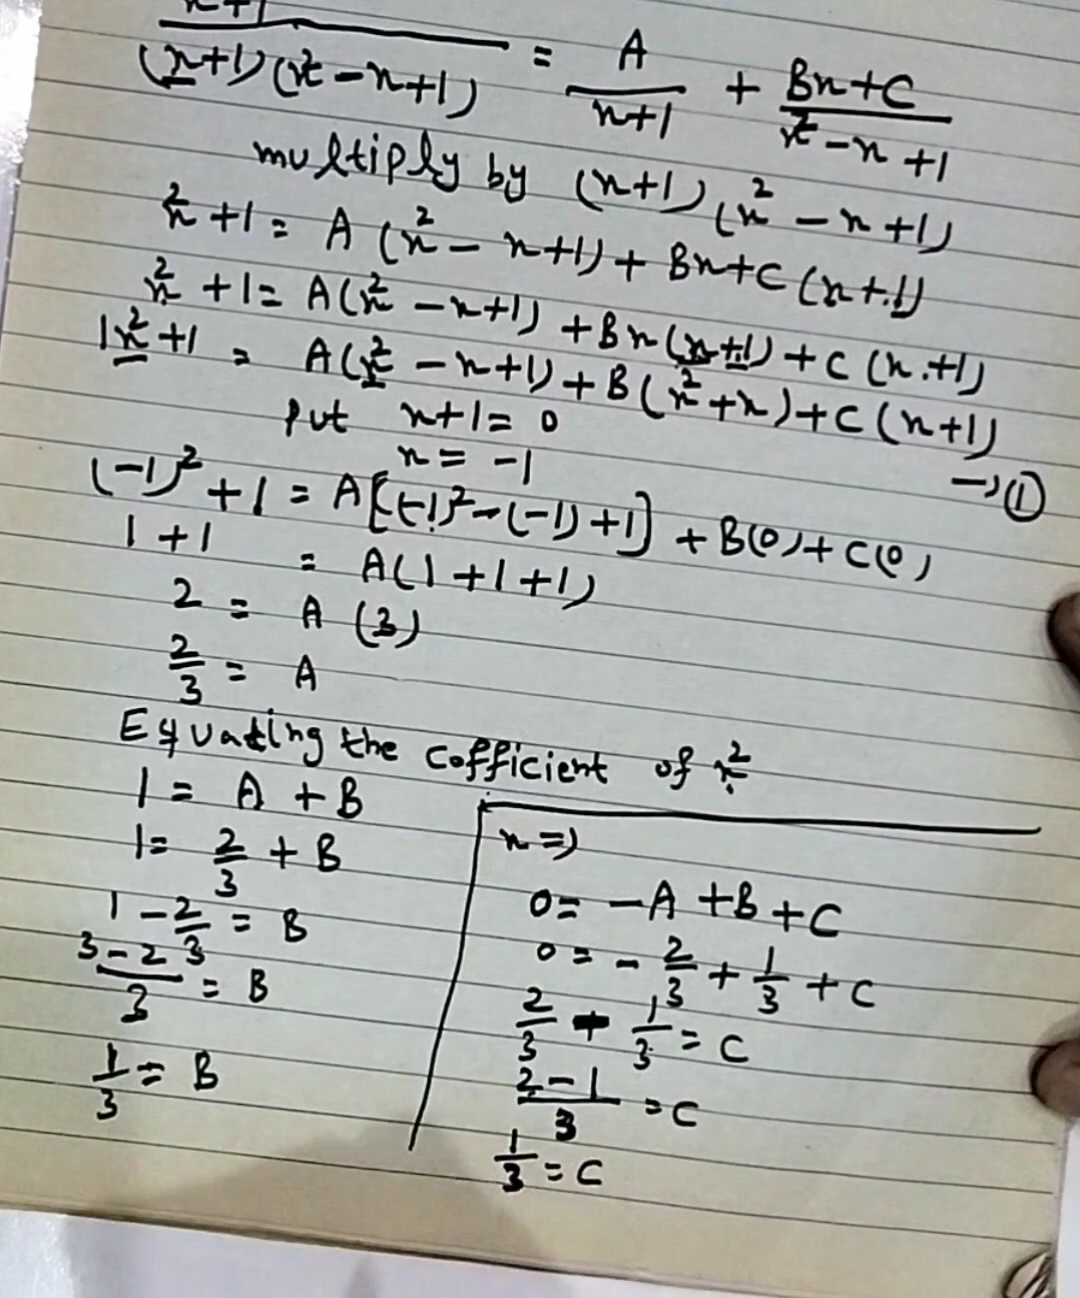 x+1/(x+1)(x²-x+1) = A/x+1 + Bx+C/x²-x+1
multiply by (x+1)(x²-x+1)
x²+1 = A(x²-x+1) + Bx+C(x+1)
x²+1 = A(x²-x+1) + Bx(x+1) + C(x+1)
1x²+1 = A(x²-x+1) + B(x²+x) + C(x+1) → ①
put x+1 = 0
x = -1
(-1)²+1 = A[(-1)²-(-1)+1] + B(0) + C(0)
1+1 = A(1+1+1)
2 = A(3)
2/3 = A
Equating the cofficient of x²
1 = A + B
1 = 2/3 + B
1 - 2/3 = B
3-2/3 = B
1/3 = B
x ⇒
0 = -A + B + C
0 = -2/3 + 1/3 + C
2/3 - 1/3 = C
2-1/3 = C
1/3 = C